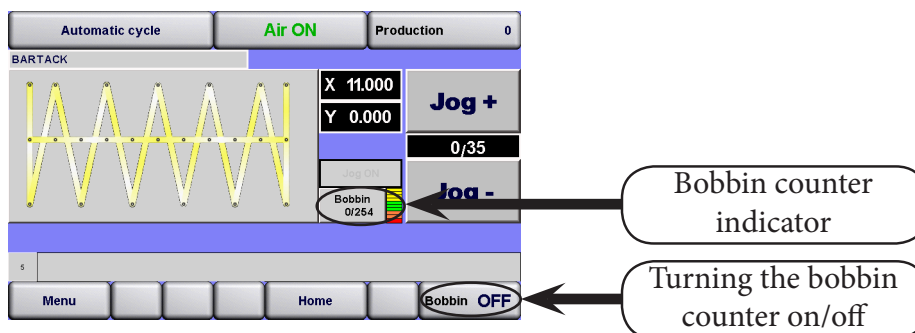 Automatic cycle
Air ON
Production 0
BARTACK
X 11.000
Y 0.000
Jog +
0/35
Jog ON
Bobbin
0/254
Jog -
Bobbin counter
indicator
5
Turning the bobbin
counter on/off
Menu
Home
Bobbin OFF